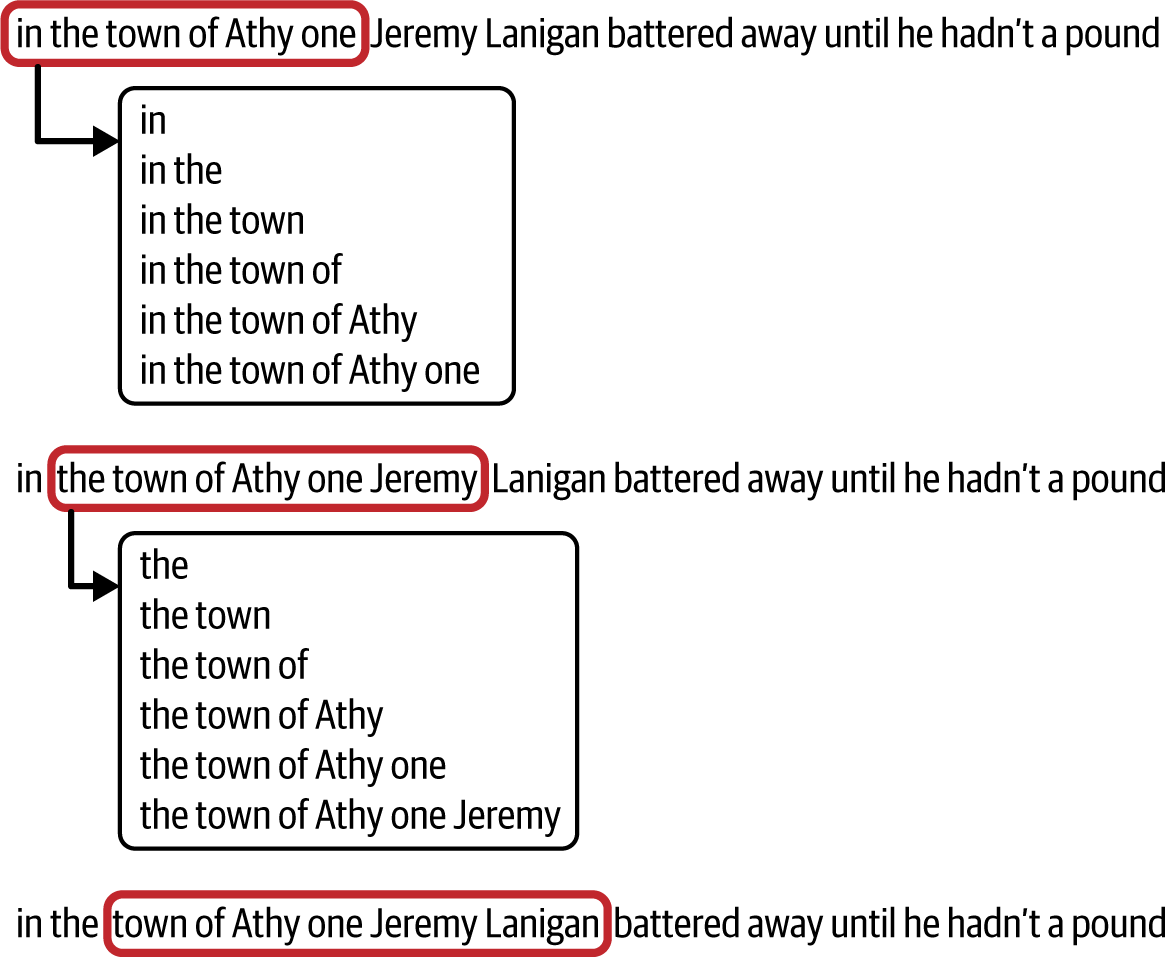 in the town of Athy one Jeremy Lanigan battered away until he hadn't a pound
in
in the
in the town
in the town of
in the town of Athy
in the town of Athy one
in the town of Athy one Jeremy Lanigan battered away until he hadn't a pound
the
the town
the town of
the town of Athy
the town of Athy one
the town of Athy one Jeremy
in the town of Athy one Jeremy Lanigan battered away until he hadn't a pound